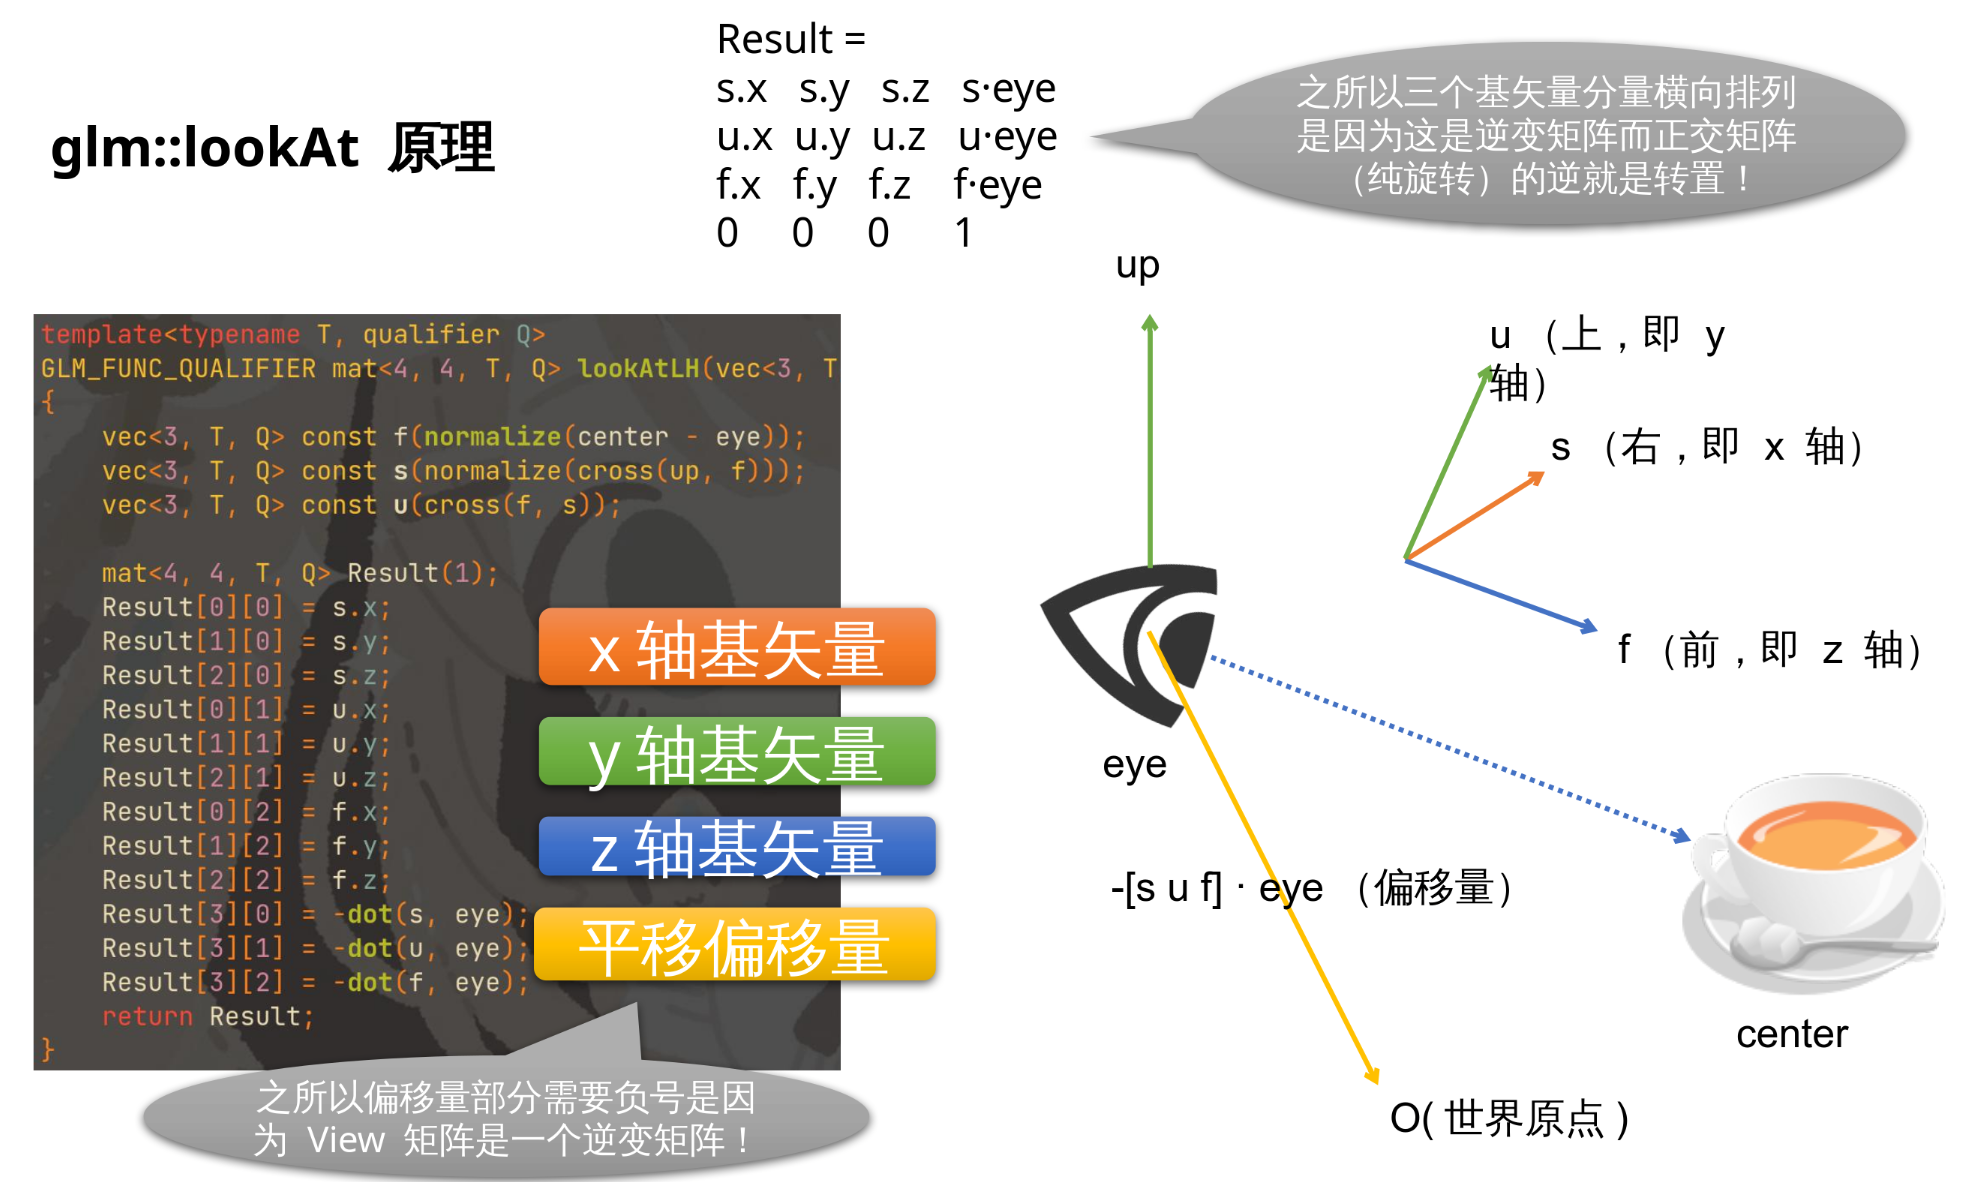 glm::lookAt 原理
Result =
s.x s.y s.z s·eye
u.x u.y u.z u·eye
f.x f.y f.z f·eye
0 0 0 1
之所以三个基矢量分量横向排列
是因为这是逆变矩阵而正交矩阵
（纯旋转）的逆就是转置！
template<typename T, qualifier Q>
GLM_FUNC_QUALIFIER mat<4, 4, T, Q> lookAtLH(vec<3, T
{
vec<3, T, Q> const f(normalize(center - eye));
vec<3, T, Q> const s(normalize(cross(up, f)));
vec<3, T, Q> const u(cross(f, s));
mat<4, 4, T, Q> Result(1);
Result[0][0] = s.x;
Result[1][0] = s.y;
Result[2][0] = s.z;
Result[0][1] = u.x;
Result[1][1] = u.y;
Result[2][1] = u.z;
Result[0][2] = f.x;
Result[1][2] = f.y;
Result[2][2] = f.z;
Result[3][0] = -dot(s, eye);
Result[3][1] = -dot(u, eye);
Result[3][2] = -dot(f, eye);
return Result;
}
x 轴基矢量
y 轴基矢量
z 轴基矢量
平移偏移量
之所以偏移量部分需要负号是因
为 View 矩阵是一个逆变矩阵！
up
u （上，即 y
轴）
s （右，即 x 轴）
f （前，即 z 轴）
eye
-[s u f] · eye （偏移量）
center
O( 世界原点 )